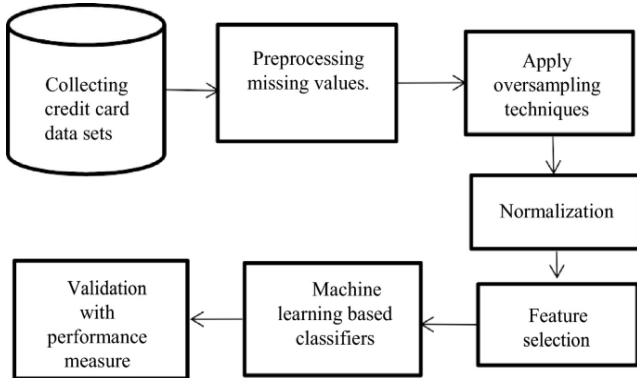 Collecting
credit card
data sets
Preprocessing
missing values.
Apply
oversampling
techniques
Normalization
Feature
selection
Machine
learning based
classifiers
Validation
with
performance
measure